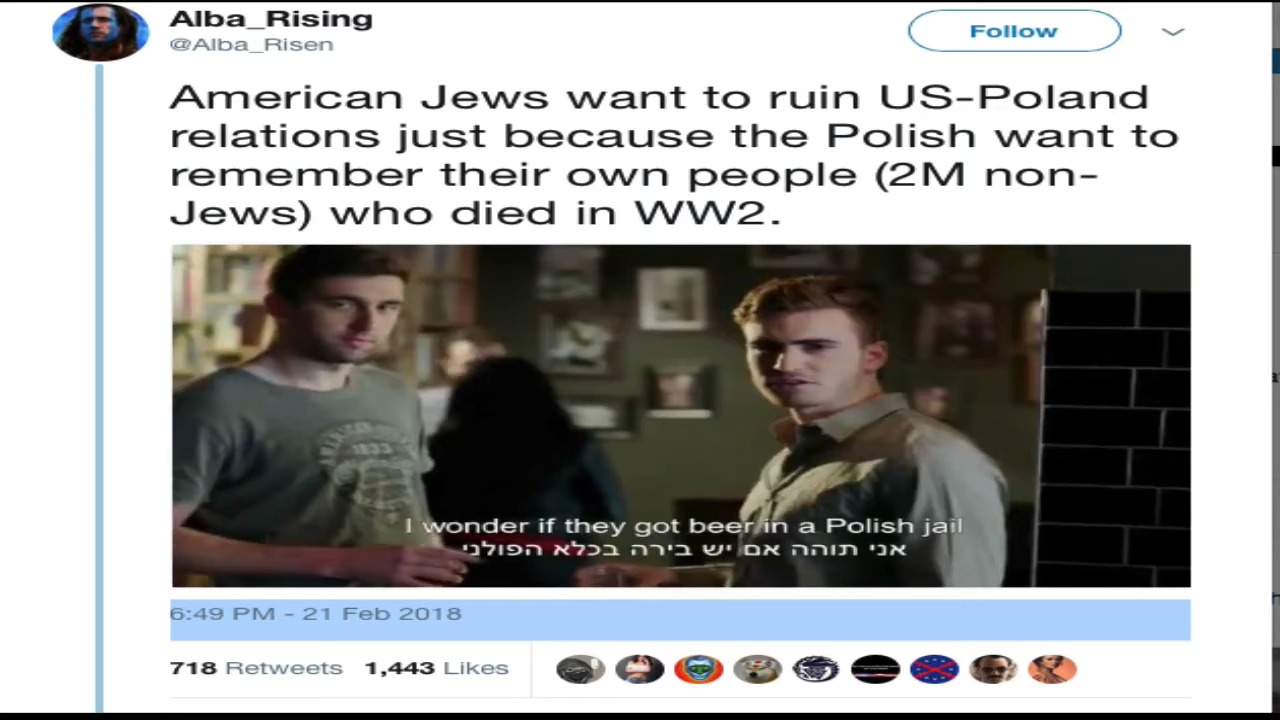 Alba_Rising
@Alba_Risen
Follow
American Jews want to ruin US-Poland
relations just because the Polish want to
remember their own people (2M non-
Jews) who died in WW2.
I wonder if they got beer in a Polish jail
אני תוהה אם יש בירה בכלא הפולני
6:49 PM - 21 Feb 2018
718 Retweets 1,443 Likes